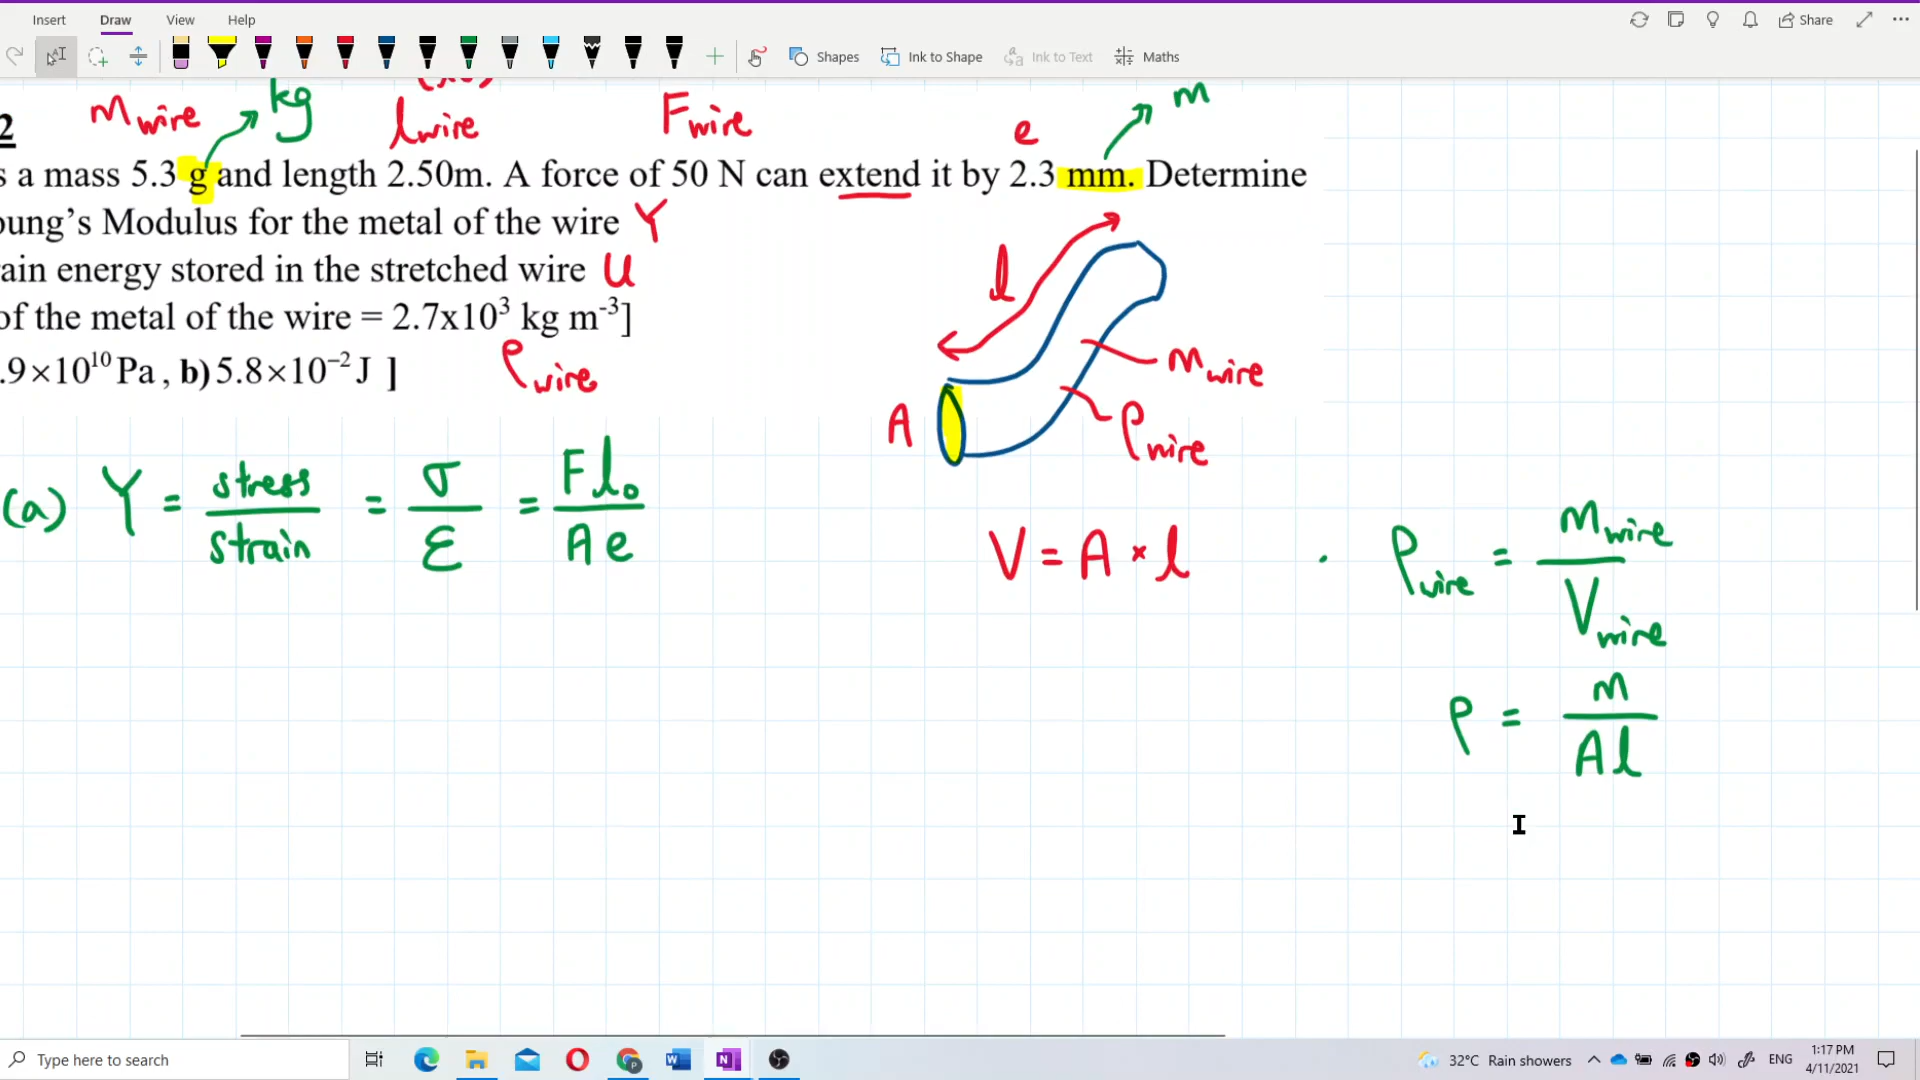 Insert Draw View Help Share
Shapes Ink to Shape Ink to Text Maths
kg m
M wire l wire F wire e
2
s a mass 5.3 g and length 2.50m. A force of 50 N can extend it by 2.3 mm. Determine
oung's Modulus for the metal of the wire Y
rain energy stored in the stretched wire U
of the metal of the wire = 2.7x10³ kg m⁻³]
.9×10¹⁰ Pa , b) 5.8×10⁻² J ]
ρ wire
l
M wire
A
ρ wire
(a) Y = stress/strain = σ/ε = F l₀/A e
V = A × l
ρ wire = M wire/V wire
ρ = m/Al
Type here to search
32°C Rain showers ENG 1:17 PM
4/11/2021